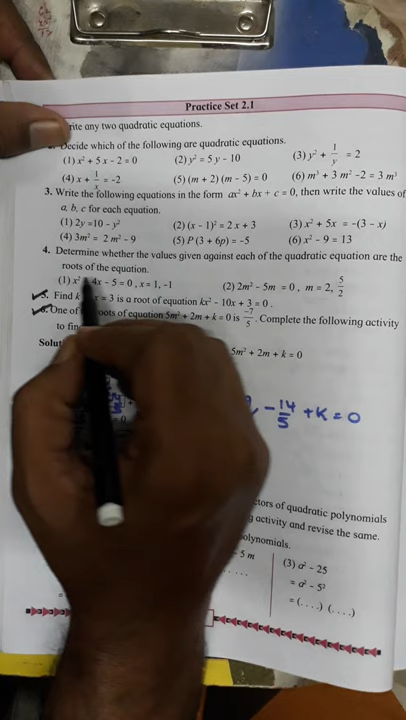 Practice Set 2.1
rite any two quadratic equations.
Decide which of the following are quadratic equations.
(1) x² + 5x - 2 = 0 (2) y² = 5y - 10 (3) y² + 1/y = 2
(4) x + 1/x = -2 (5) (m + 2) (m - 5) = 0 (6) m³ + 3m² - 2 = 3m³
3. Write the following equations in the form ax² + bx + c = 0, then write the values of
a, b, c for each equation.
(1) 2y = 10 - y² (2) (x - 1)² = 2x + 3 (3) x² + 5x = -(3 - x)
(4) 3m² = 2m² - 9 (5) P (3 + 6p) = -5 (6) x² - 9 = 13
4. Determine whether the values given against each of the quadratic equation are the
roots of the equation.
(1) x² 4x - 5 = 0, x = 1, -1 (2) 2m² - 5m = 0, m = 2, 5/2
5. Find k x = 3 is a root of equation kx² - 10x + 3 = 0.
6. One of roots of equation 5m² + 2m + k = 0 is -7/5. Complete the following activity
to fin
Solut 5m² + 2m + k = 0
- 14/5 + K = 0
ctors of quadratic polynomials
activity and revise the same.
olynomials.
5 m (3) a² - 25
= a² - 5²
= (....) (....)